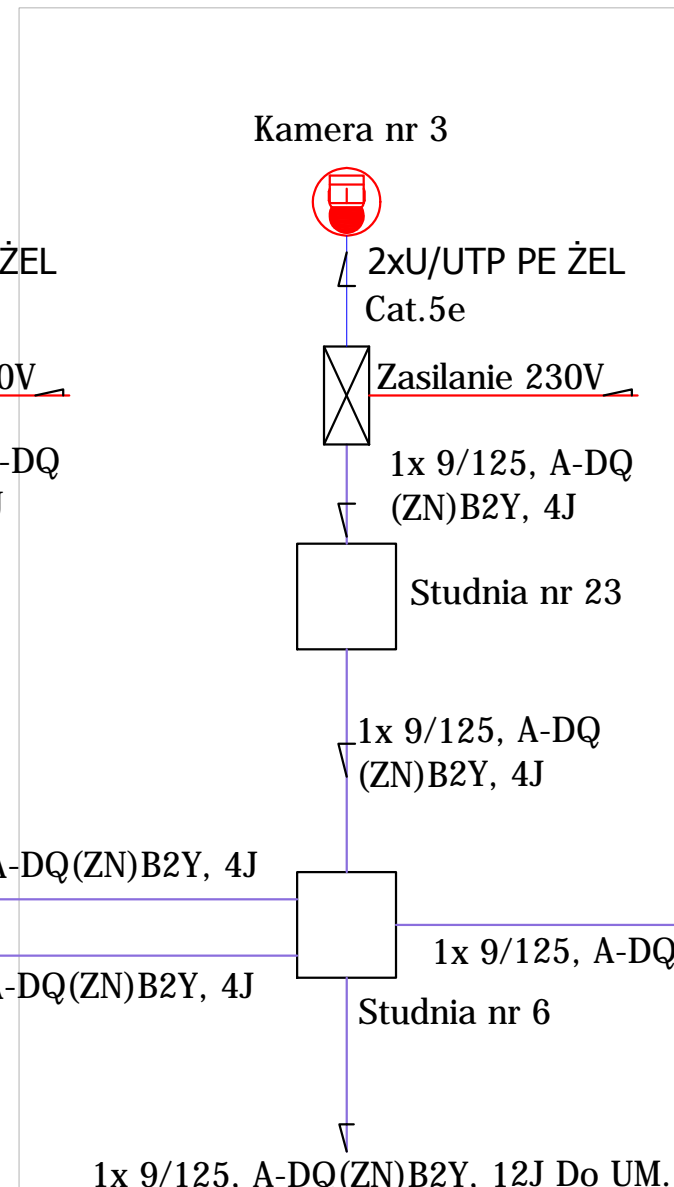 Kamera nr 3
ŻEL
2xU/UTP PE ŻEL
Cat.5e
0V
Zasilanie 230V
-DQ
1x 9/125, A-DQ
(ZN)B2Y, 4J
Studnia nr 23
1x 9/125, A-DQ
(ZN)B2Y, 4J
A-DQ(ZN)B2Y, 4J
1x 9/125, A-DQ
A-DQ(ZN)B2Y, 4J
Studnia nr 6
1x 9/125, A-DQ(ZN)B2Y, 12J Do UM.